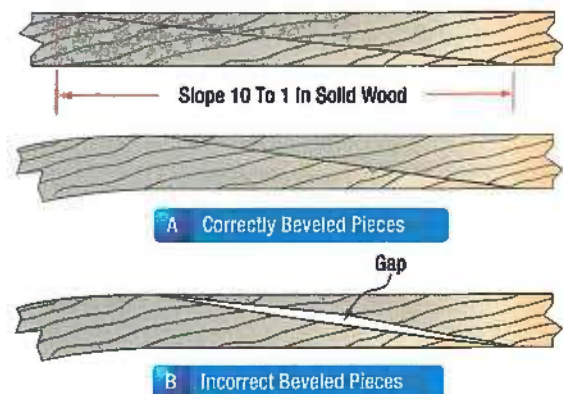 Slope 10 To 1 In Solid Wood
A Correctly Beveled Pieces
Gap
B Incorrect Beveled Pieces